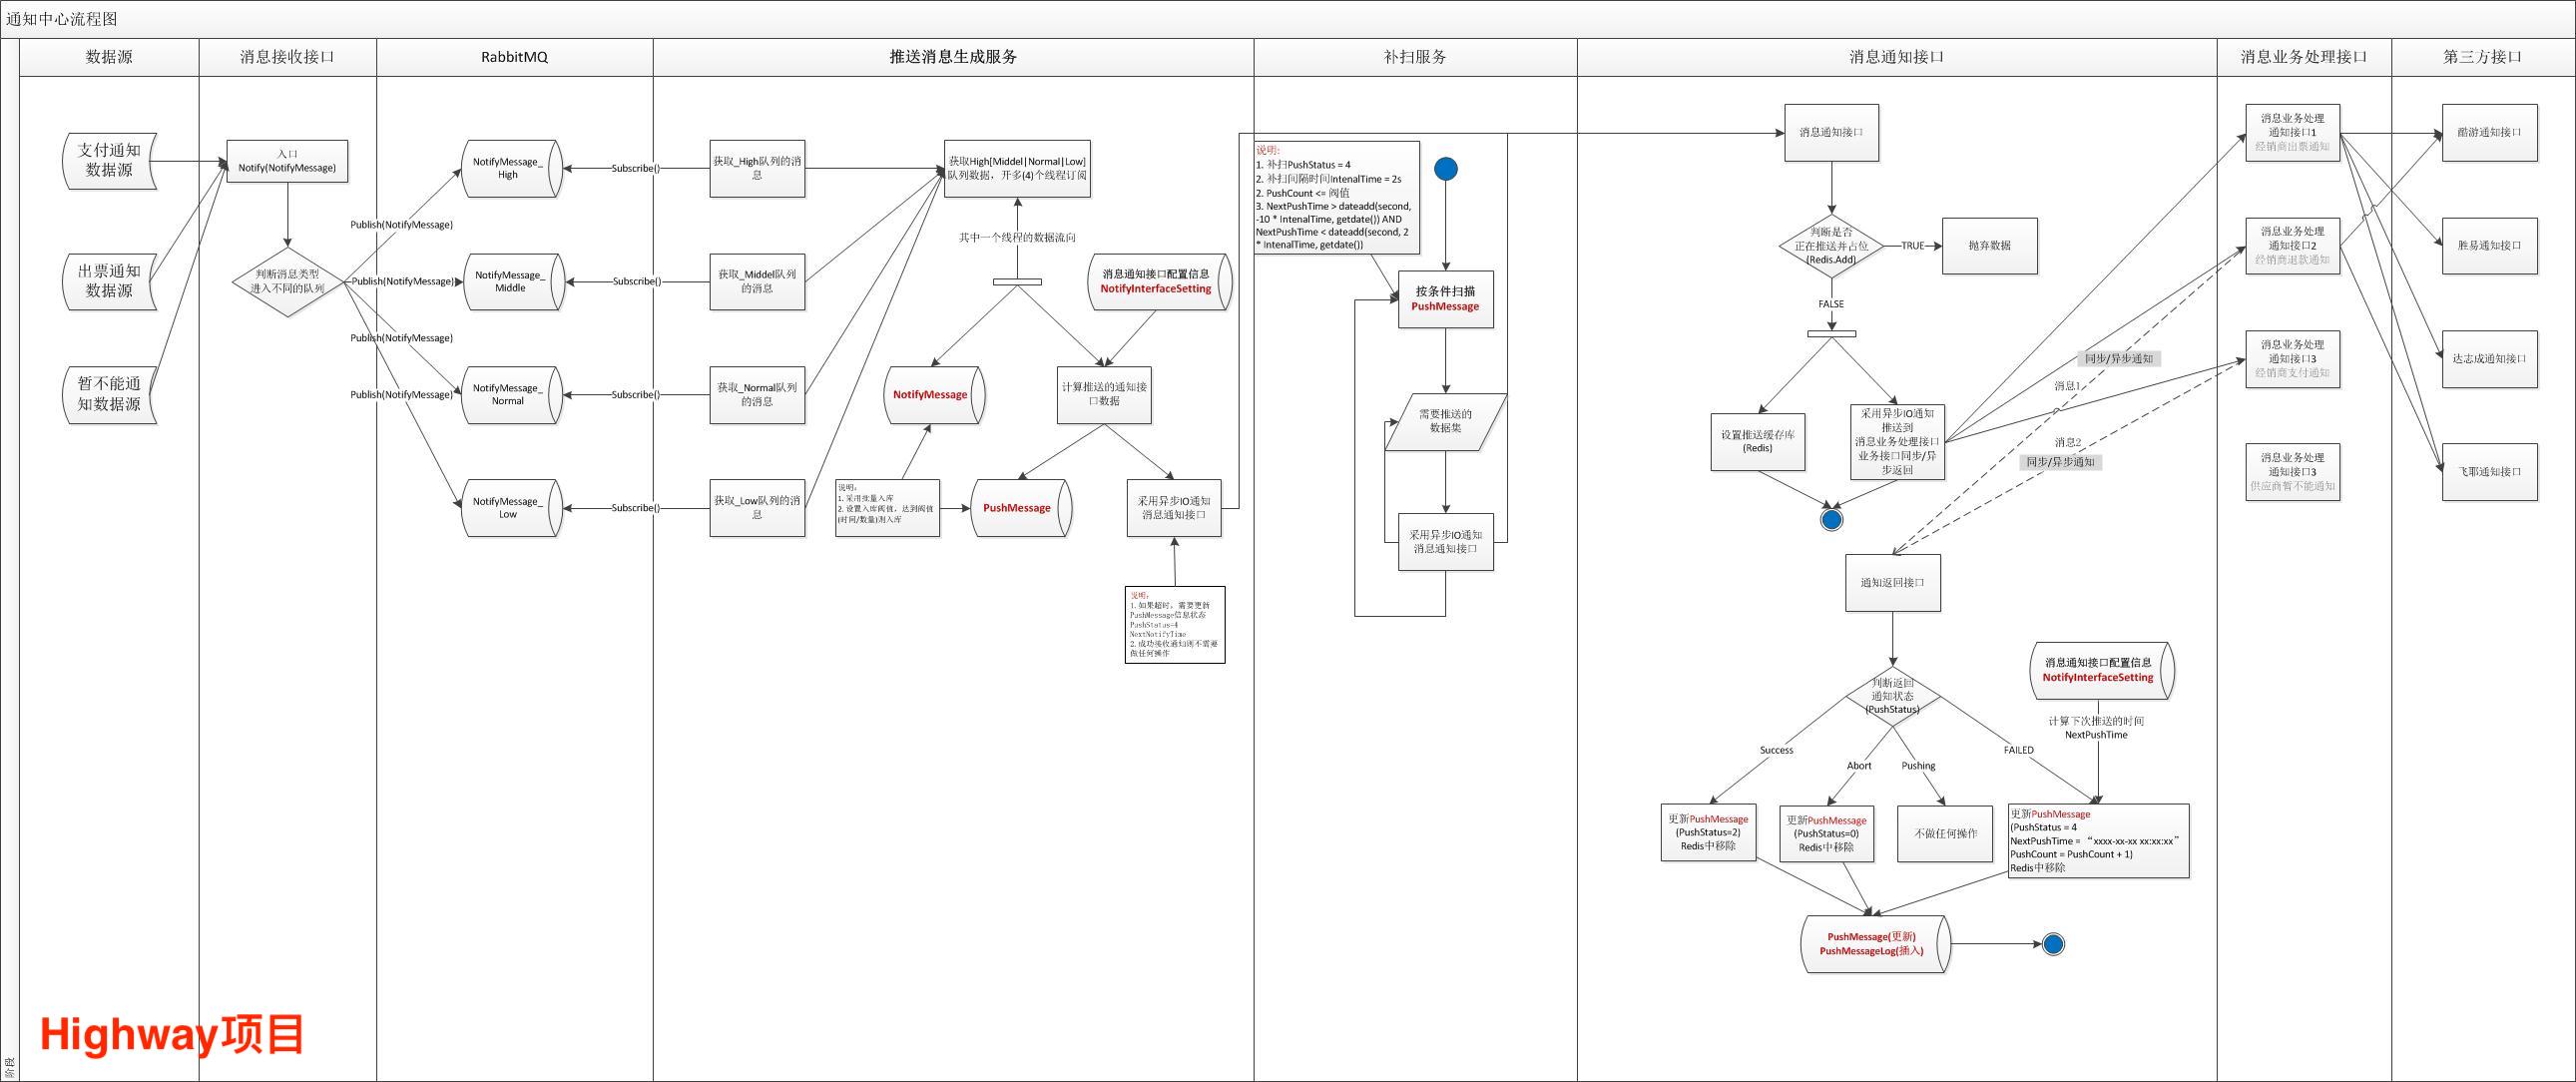 通知中心流程图
数据源
消息接收接口
RabbitMQ
推送消息生成服务
补扫服务
消息通知接口
消息业务处理接口
第三方接口
支付通知
数据源
出票通知
数据源
暂不能通
知数据源
入口
Notify(NotifyMessage)
判断消息类型
进入不同的队列
Publish(NotifyMessage)
Publish(NotifyMessage)
Publish(NotifyMessage)
Publish(NotifyMessage)
NotifyMessage_
High
NotifyMessage_
Middle
NotifyMessage_
Normal
NotifyMessage_
Low
Subscribe()
Subscribe()
Subscribe()
Subscribe()
获取_High队列的消
息
获取_Middel队列
的消息
获取_Normal队列
的消息
获取_Low队列的消
息
获取High[Middel|Normal|Low]
队列数据，开多(4)个线程订阅
其中一个线程的数据流向
消息通知接口配置信息
NotifyInterfaceSetting
NotifyMessage
计算推送的通知接
口数据
说明:
1. 采用批量入库
2. 设置入库阀值，达到阀值
(时间/数量)则入库
PushMessage
采用异步IO通知
消息通知接口
说明:
1. 如果超时，需要更新
PushMessage信息状态
PushStatus=4
NextNotifyTime
2. 成功接收通知则不需要
做任何操作
说明:
1. 补扫PushStatus = 4
2. 补扫间隔时间IntenalTime = 2s
2. PushCount <= 阀值
3. NextPushTime > dateadd(second,
-10 * IntenalTime, getdate()) AND
NextPushTime < dateadd(second, 2
* IntenalTime, getdate())
按条件扫描
PushMessage
需要推送的
数据集
采用异步IO通知
消息通知接口
消息通知接口
判断是否
正在推送并占位
(Redis.Add)
TRUE
抛弃数据
FALSE
设置推送缓存库
(Redis)
采用异步IO通知
推送到
消息业务处理接口
业务接口同步/异
步返回
同步/异步通知
消息1
消息2
同步/异步通知
通知返回接口
判断返回
通知状态
(PushStatus)
Success
Abort
Pushing
FAILED
消息通知接口配置信息
NotifyInterfaceSetting
计算下次推送的时间
NextPushTime
更新PushMessage
(PushStatus=2)
Redis中移除
更新PushMessage
(PushStatus=0)
Redis中移除
不做任何操作
更新PushMessage
(PushStatus = 4
NextPushTime = “xxxx-xx-xx xx:xx:xx”
PushCount = PushCount + 1)
Redis中移除
PushMessage(更新)
PushMessageLog(插入)
消息业务处理
通知接口1
经销商出票通知
消息业务处理
通知接口2
经销商退款通知
消息业务处理
通知接口3
经销商支付通知
消息业务处理
通知接口3
供应商暂不能通知
酷游通知接口
胜易通知接口
达志成通知接口
飞耶通知接口
Highway项目
阶段